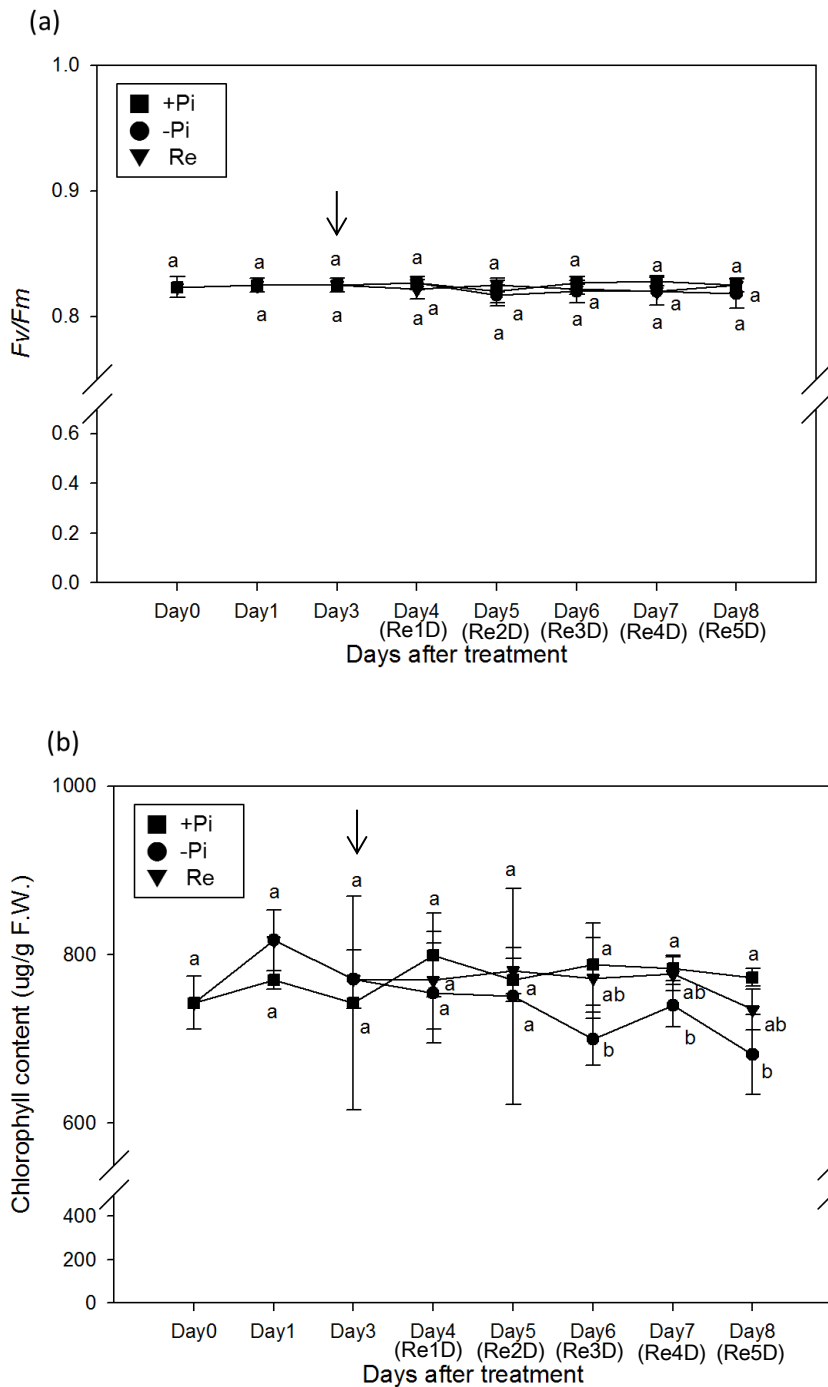 (a)
1.0
+Pi
-Pi
Re
0.9
a a a a a a a a
0.8
a a a a a a a
a a a a a
Fv/Fm
0.6
0.4
0.2
0.0
Day0 Day1 Day3 Day4 Day5 Day6 Day7 Day8
(Re1D) (Re2D) (Re3D) (Re4D) (Re5D)
Days after treatment
(b)
1000
+Pi
-Pi
Re
a a a a a a a a
800
a a a a ab ab ab
a a b b b
Chlorophyll content (ug/g F.W.)
600
400
200
0
Day0 Day1 Day3 Day4 Day5 Day6 Day7 Day8
(Re1D) (Re2D) (Re3D) (Re4D) (Re5D)
Days after treatment